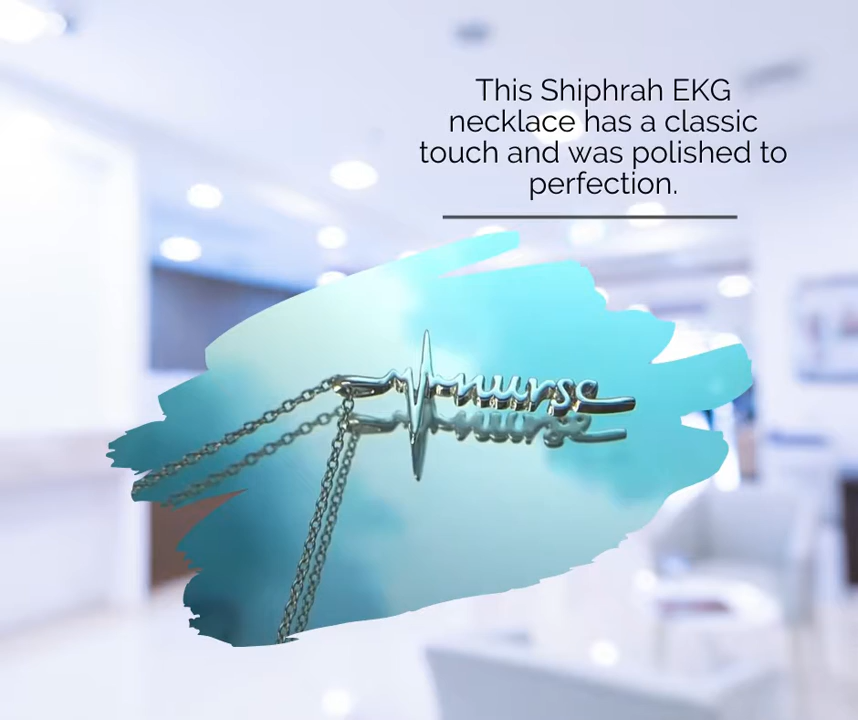 This Shiphrah EKG
necklace has a classic
touch and was polished to
perfection.
nurse